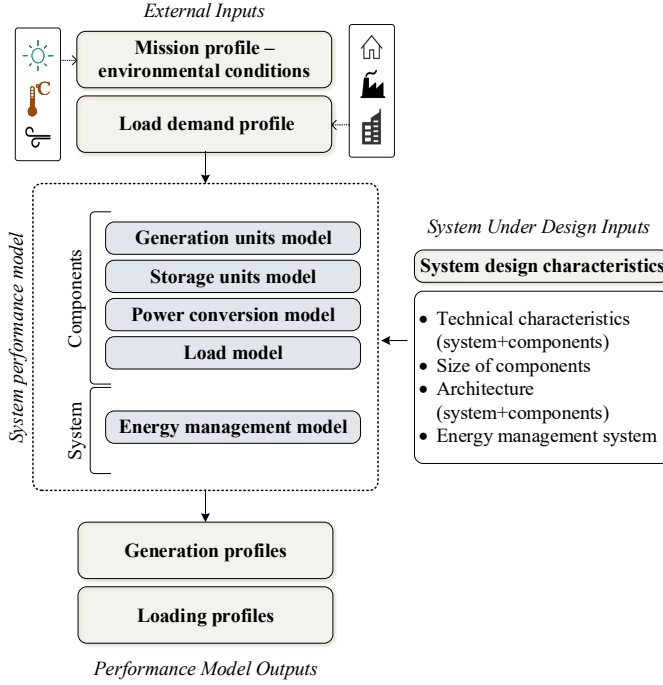 External Inputs
Mission profile –
environmental conditions
°C
Load demand profile
System performance model
Components
Generation units model
Storage units model
Power conversion model
Load model
System
Energy management model
System Under Design Inputs
System design characteristics
• Technical characteristics
(system+components)
• Size of components
• Architecture
(system+components)
• Energy management system
Generation profiles
Loading profiles
Performance Model Outputs